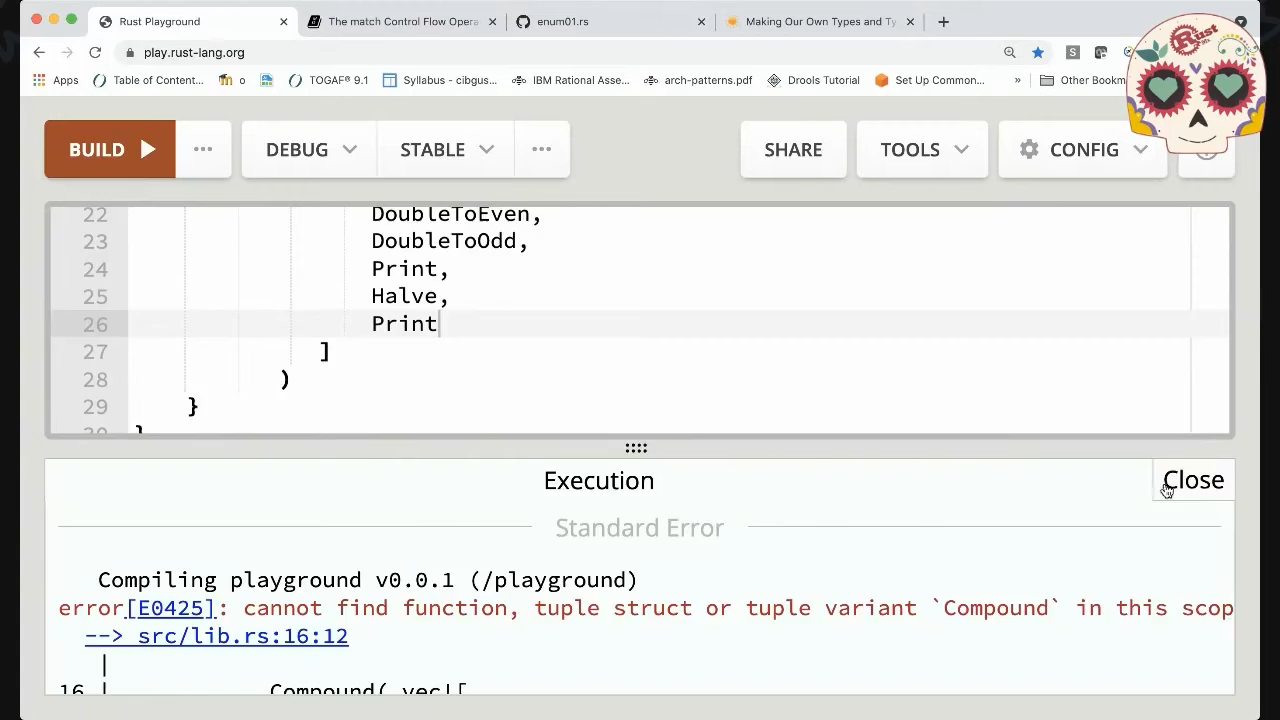 Rust Playground
The match Control Flow Opera
enum01.rs
Making Our Own Types and Ty
play.rust-lang.org
Apps
Table of Content...
o
TOGAF® 9.1
Syllabus - cibgus...
IBM Rational Asse...
arch-patterns.pdf
Drools Tutorial
Set Up Common...
»
Other Bookm
Rust
BUILD
DEBUG
STABLE
SHARE
TOOLS
CONFIG
22 DoubleToEven,
23 DoubleToOdd,
24 Print,
25 Halve,
26 Print
27 ]
28 )
29 }
30 }
Execution
Close
Standard Error
Compiling playground v0.0.1 (/playground)
error[E0425]: cannot find function, tuple struct or tuple variant `Compound` in this scop
--> src/lib.rs:16:12
|
16 | Compound( vec![